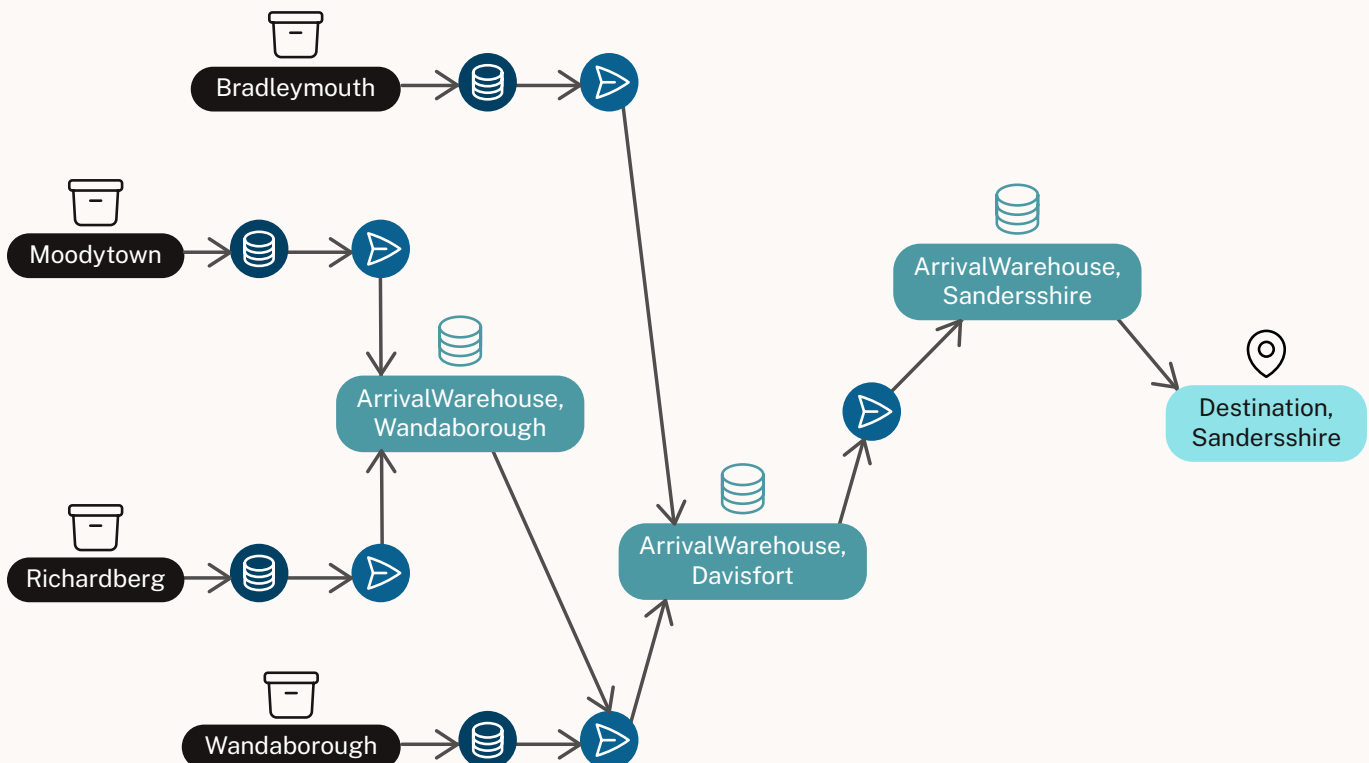 Bradleymouth
Moodytown
ArrivalWarehouse,
Sandersshire
ArrivalWarehouse,
Wandaborough
Destination,
Sandersshire
ArrivalWarehouse,
Davisfort
Richardberg
Wandaborough